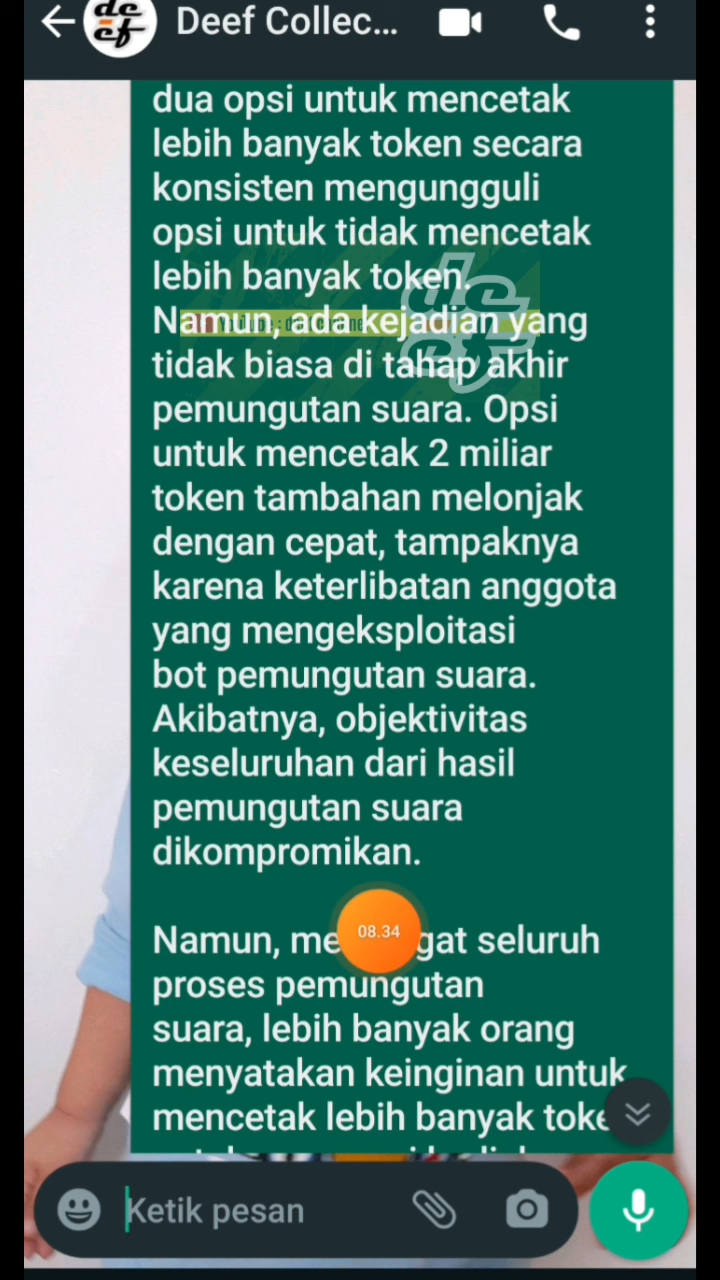 de
ef
Deef Collec...
dua opsi untuk mencetak
lebih banyak token secara
konsisten mengungguli
opsi untuk tidak mencetak
lebih banyak token.
Namun, ada kejadian yang
tidak biasa di tahap akhir
pemungutan suara. Opsi
untuk mencetak 2 miliar
token tambahan melonjak
dengan cepat, tampaknya
karena keterlibatan anggota
yang mengeksploitasi
bot pemungutan suara.
Akibatnya, objektivitas
keseluruhan dari hasil
pemungutan suara
dikompromikan.
Namun, me gat seluruh
08.34
proses pemungutan
suara, lebih banyak orang
menyatakan keinginan untuk
mencetak lebih banyak toke
Ketik pesan